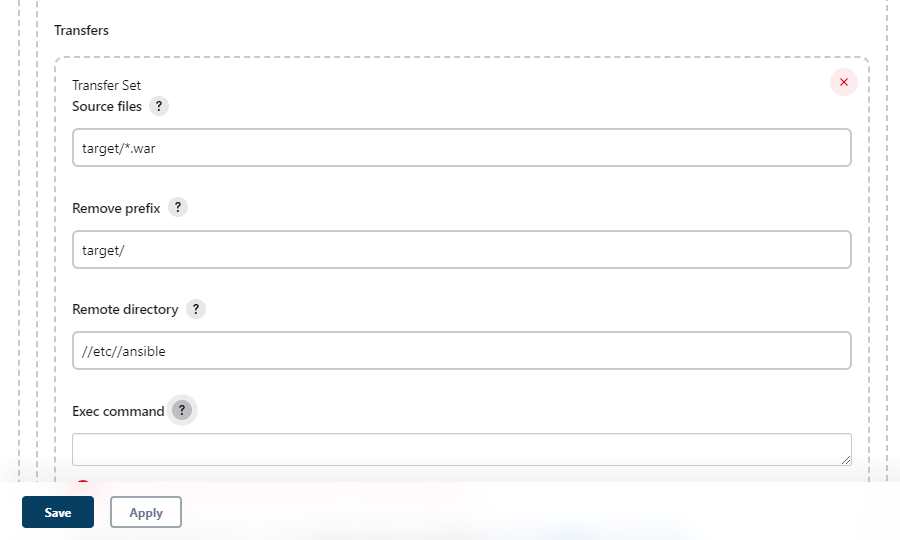 Transfers
Transfer Set
Source files ?
target/*.war
Remove prefix ?
target/
Remote directory ?
//etc//ansible
Exec command ?
Save
Apply